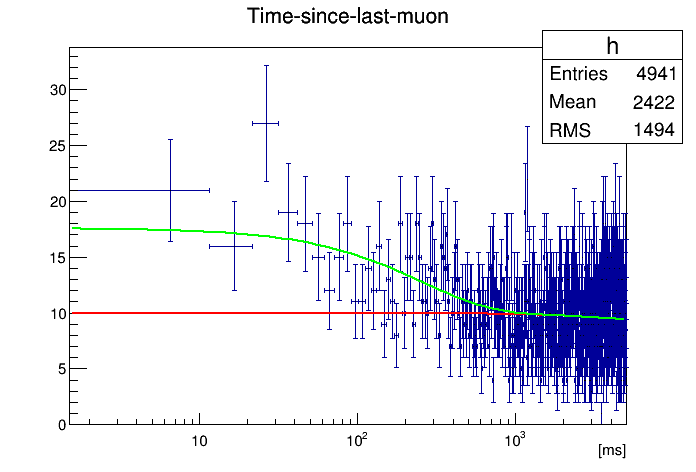 Time-since-last-muon
h
Entries 4941
Mean 2422
RMS 1494
30
25
20
15
10
5
0
10 10² 10³
[ms]